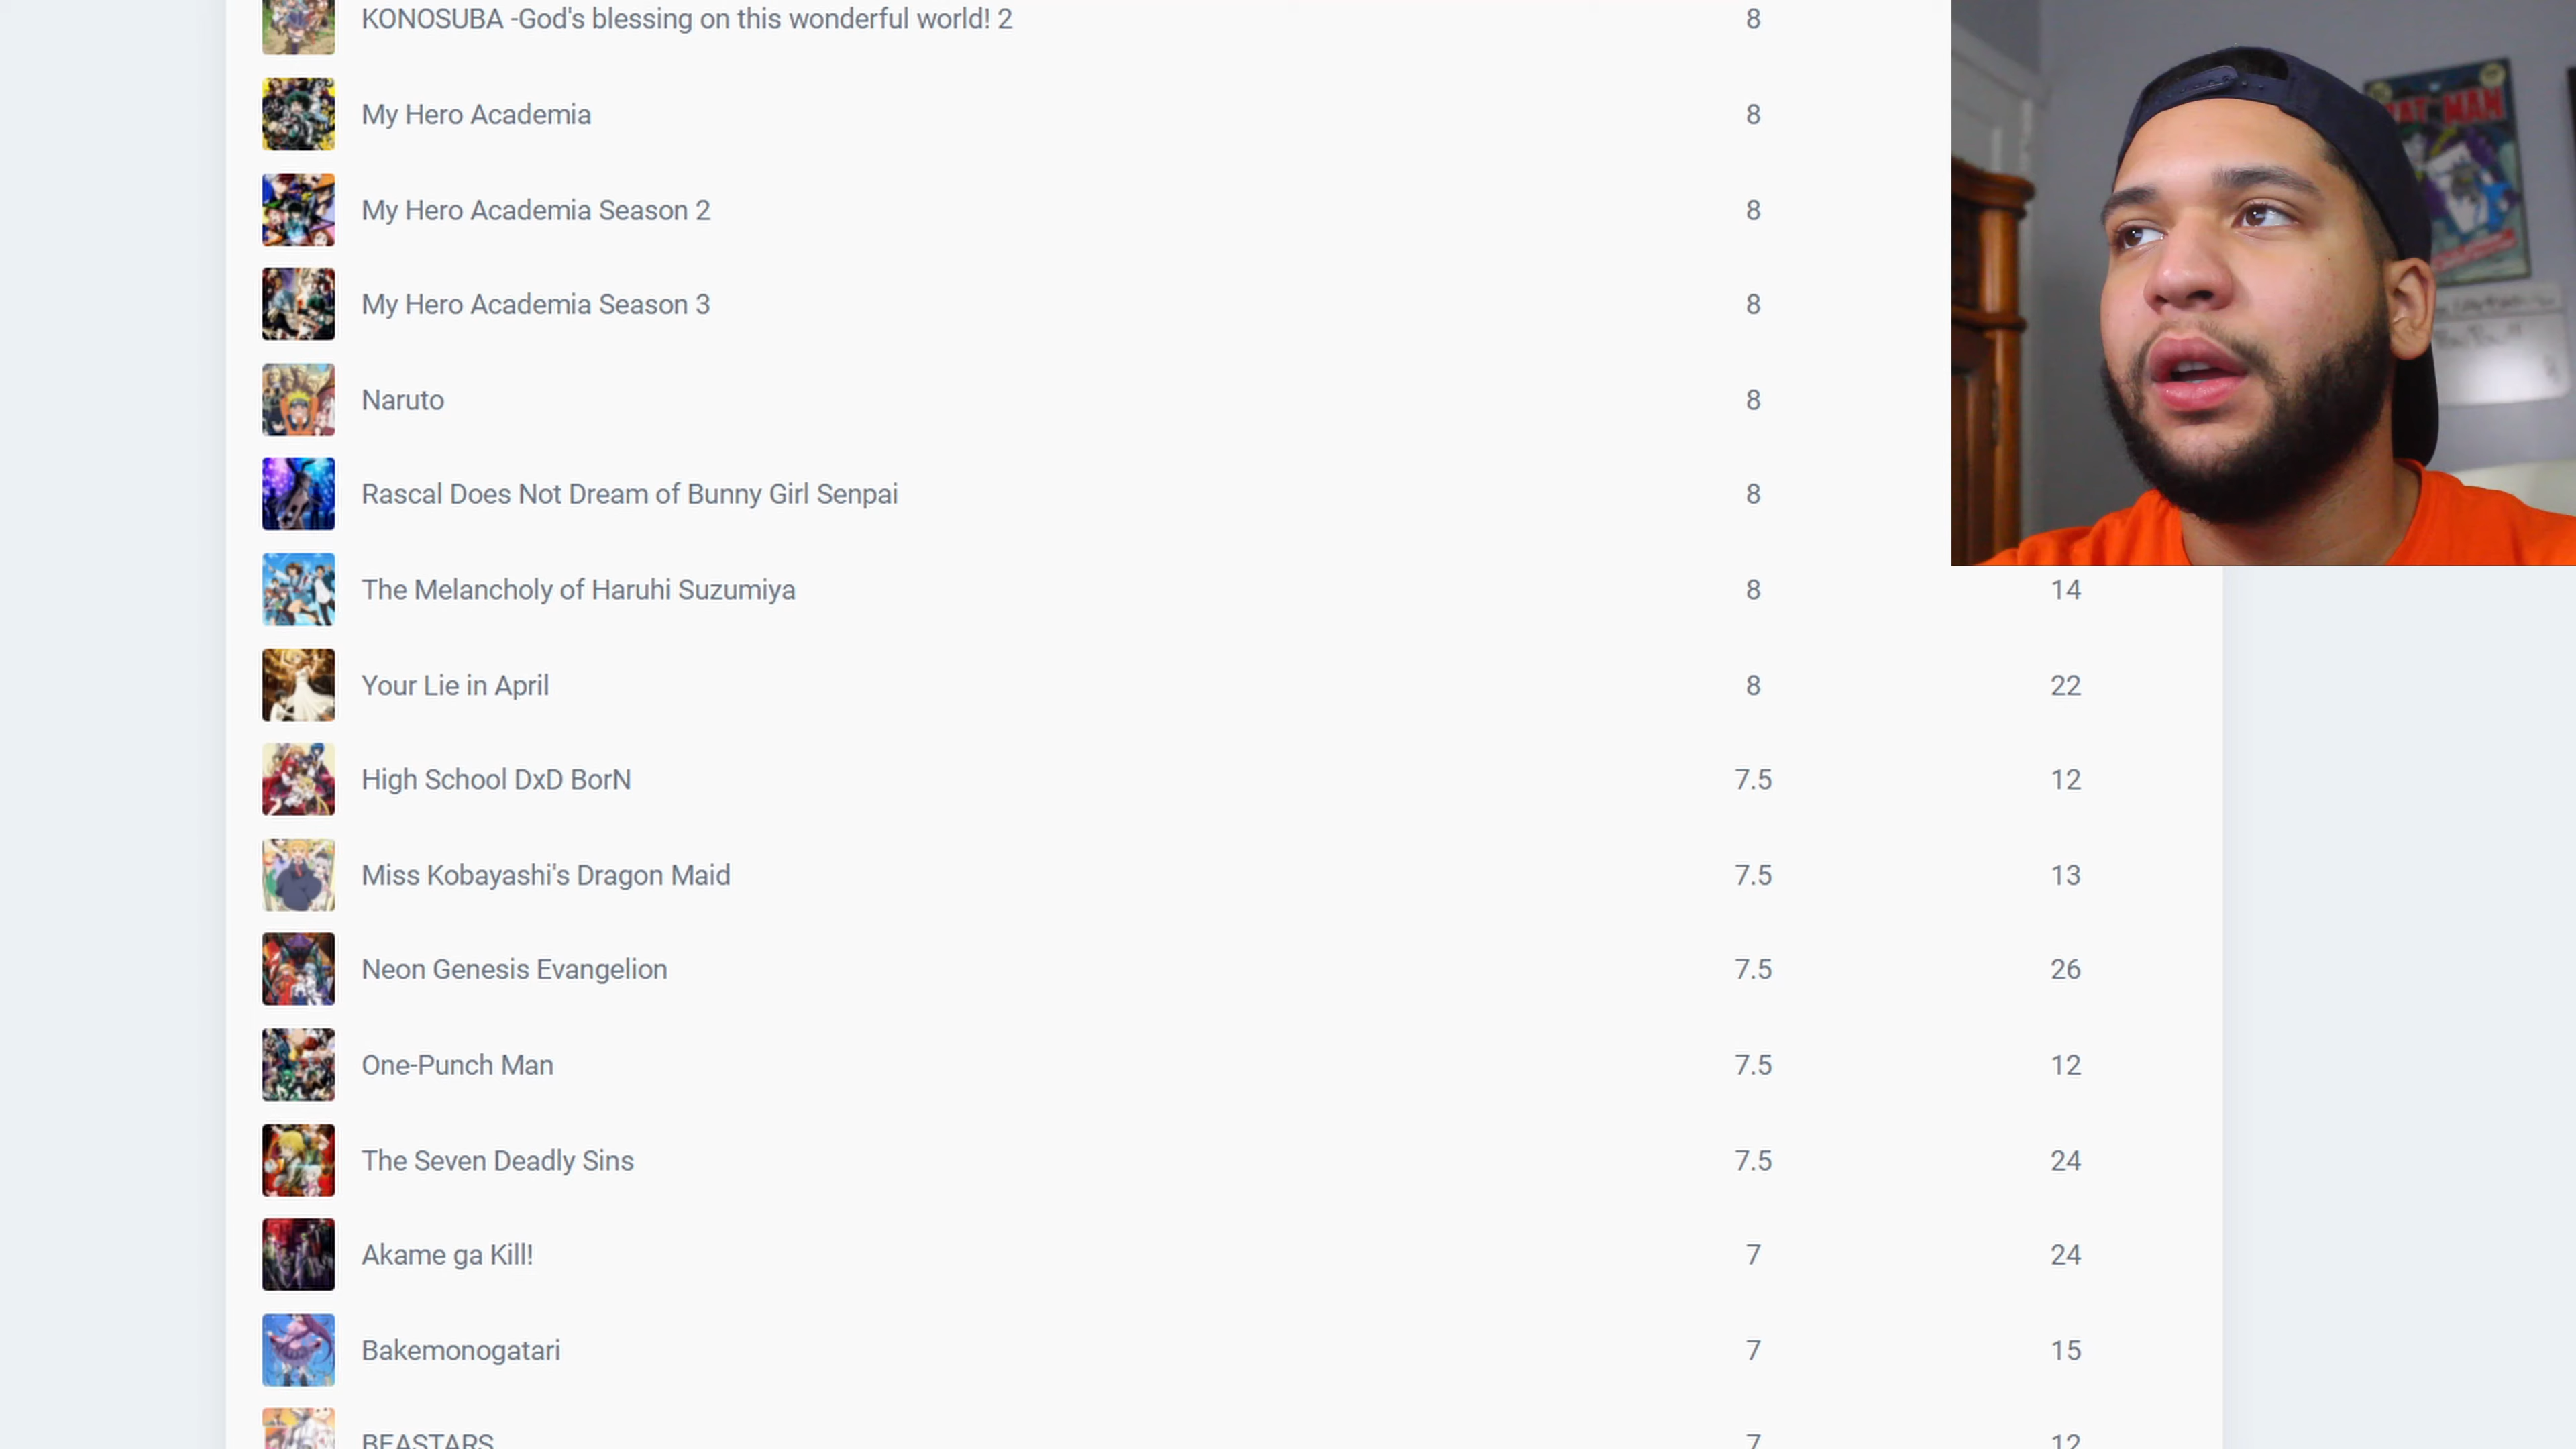 KONOSUBA -God's blessing on this wonderful world! 2 8
My Hero Academia 8
My Hero Academia Season 2 8
My Hero Academia Season 3 8
Naruto 8
Rascal Does Not Dream of Bunny Girl Senpai 8
The Melancholy of Haruhi Suzumiya 8 14
Your Lie in April 8 22
High School DxD BorN 7.5 12
Miss Kobayashi's Dragon Maid 7.5 13
Neon Genesis Evangelion 7.5 26
One-Punch Man 7.5 12
The Seven Deadly Sins 7.5 24
Akame ga Kill! 7 24
Bakemonogatari 7 15
BEASTARS 7 12